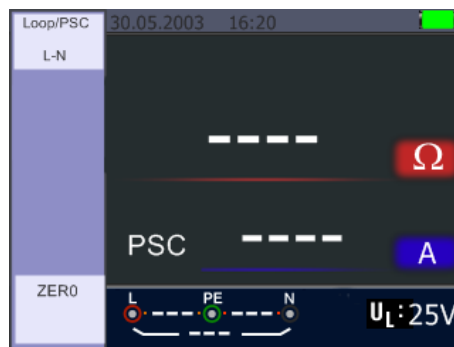 Loop/PSC 30.05.2003 16:20
L-N
---- Ω
PSC ---- A
ZER0
L PE N
--- ---
---
UL:25V